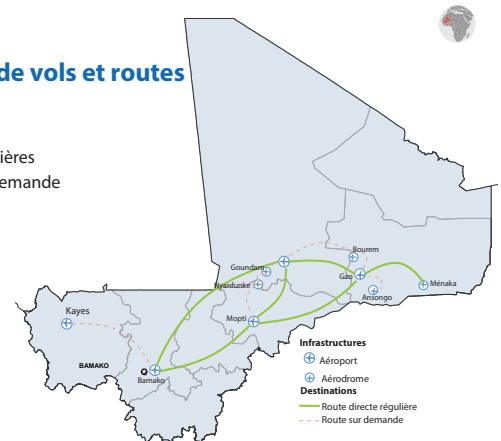 de vols et routes
ières
emande
Bourem
Goundam
Gao
Nyanfunke
Ménaka
Ansongo
Kayes
Mopti
BAMAKO
Bamako
Infrastructures
Aéroport
Aérodrome
Destinations
Route directe régulière
Route sur demande